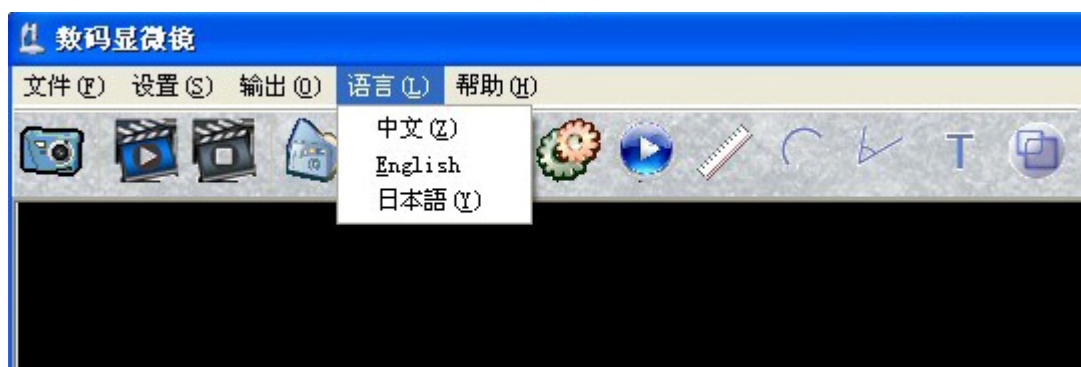 数码显微镜
文件(F) 设置(S) 输出(O) 语言(L) 帮助(H)
中文(Z)
English
日本語(Y)
T